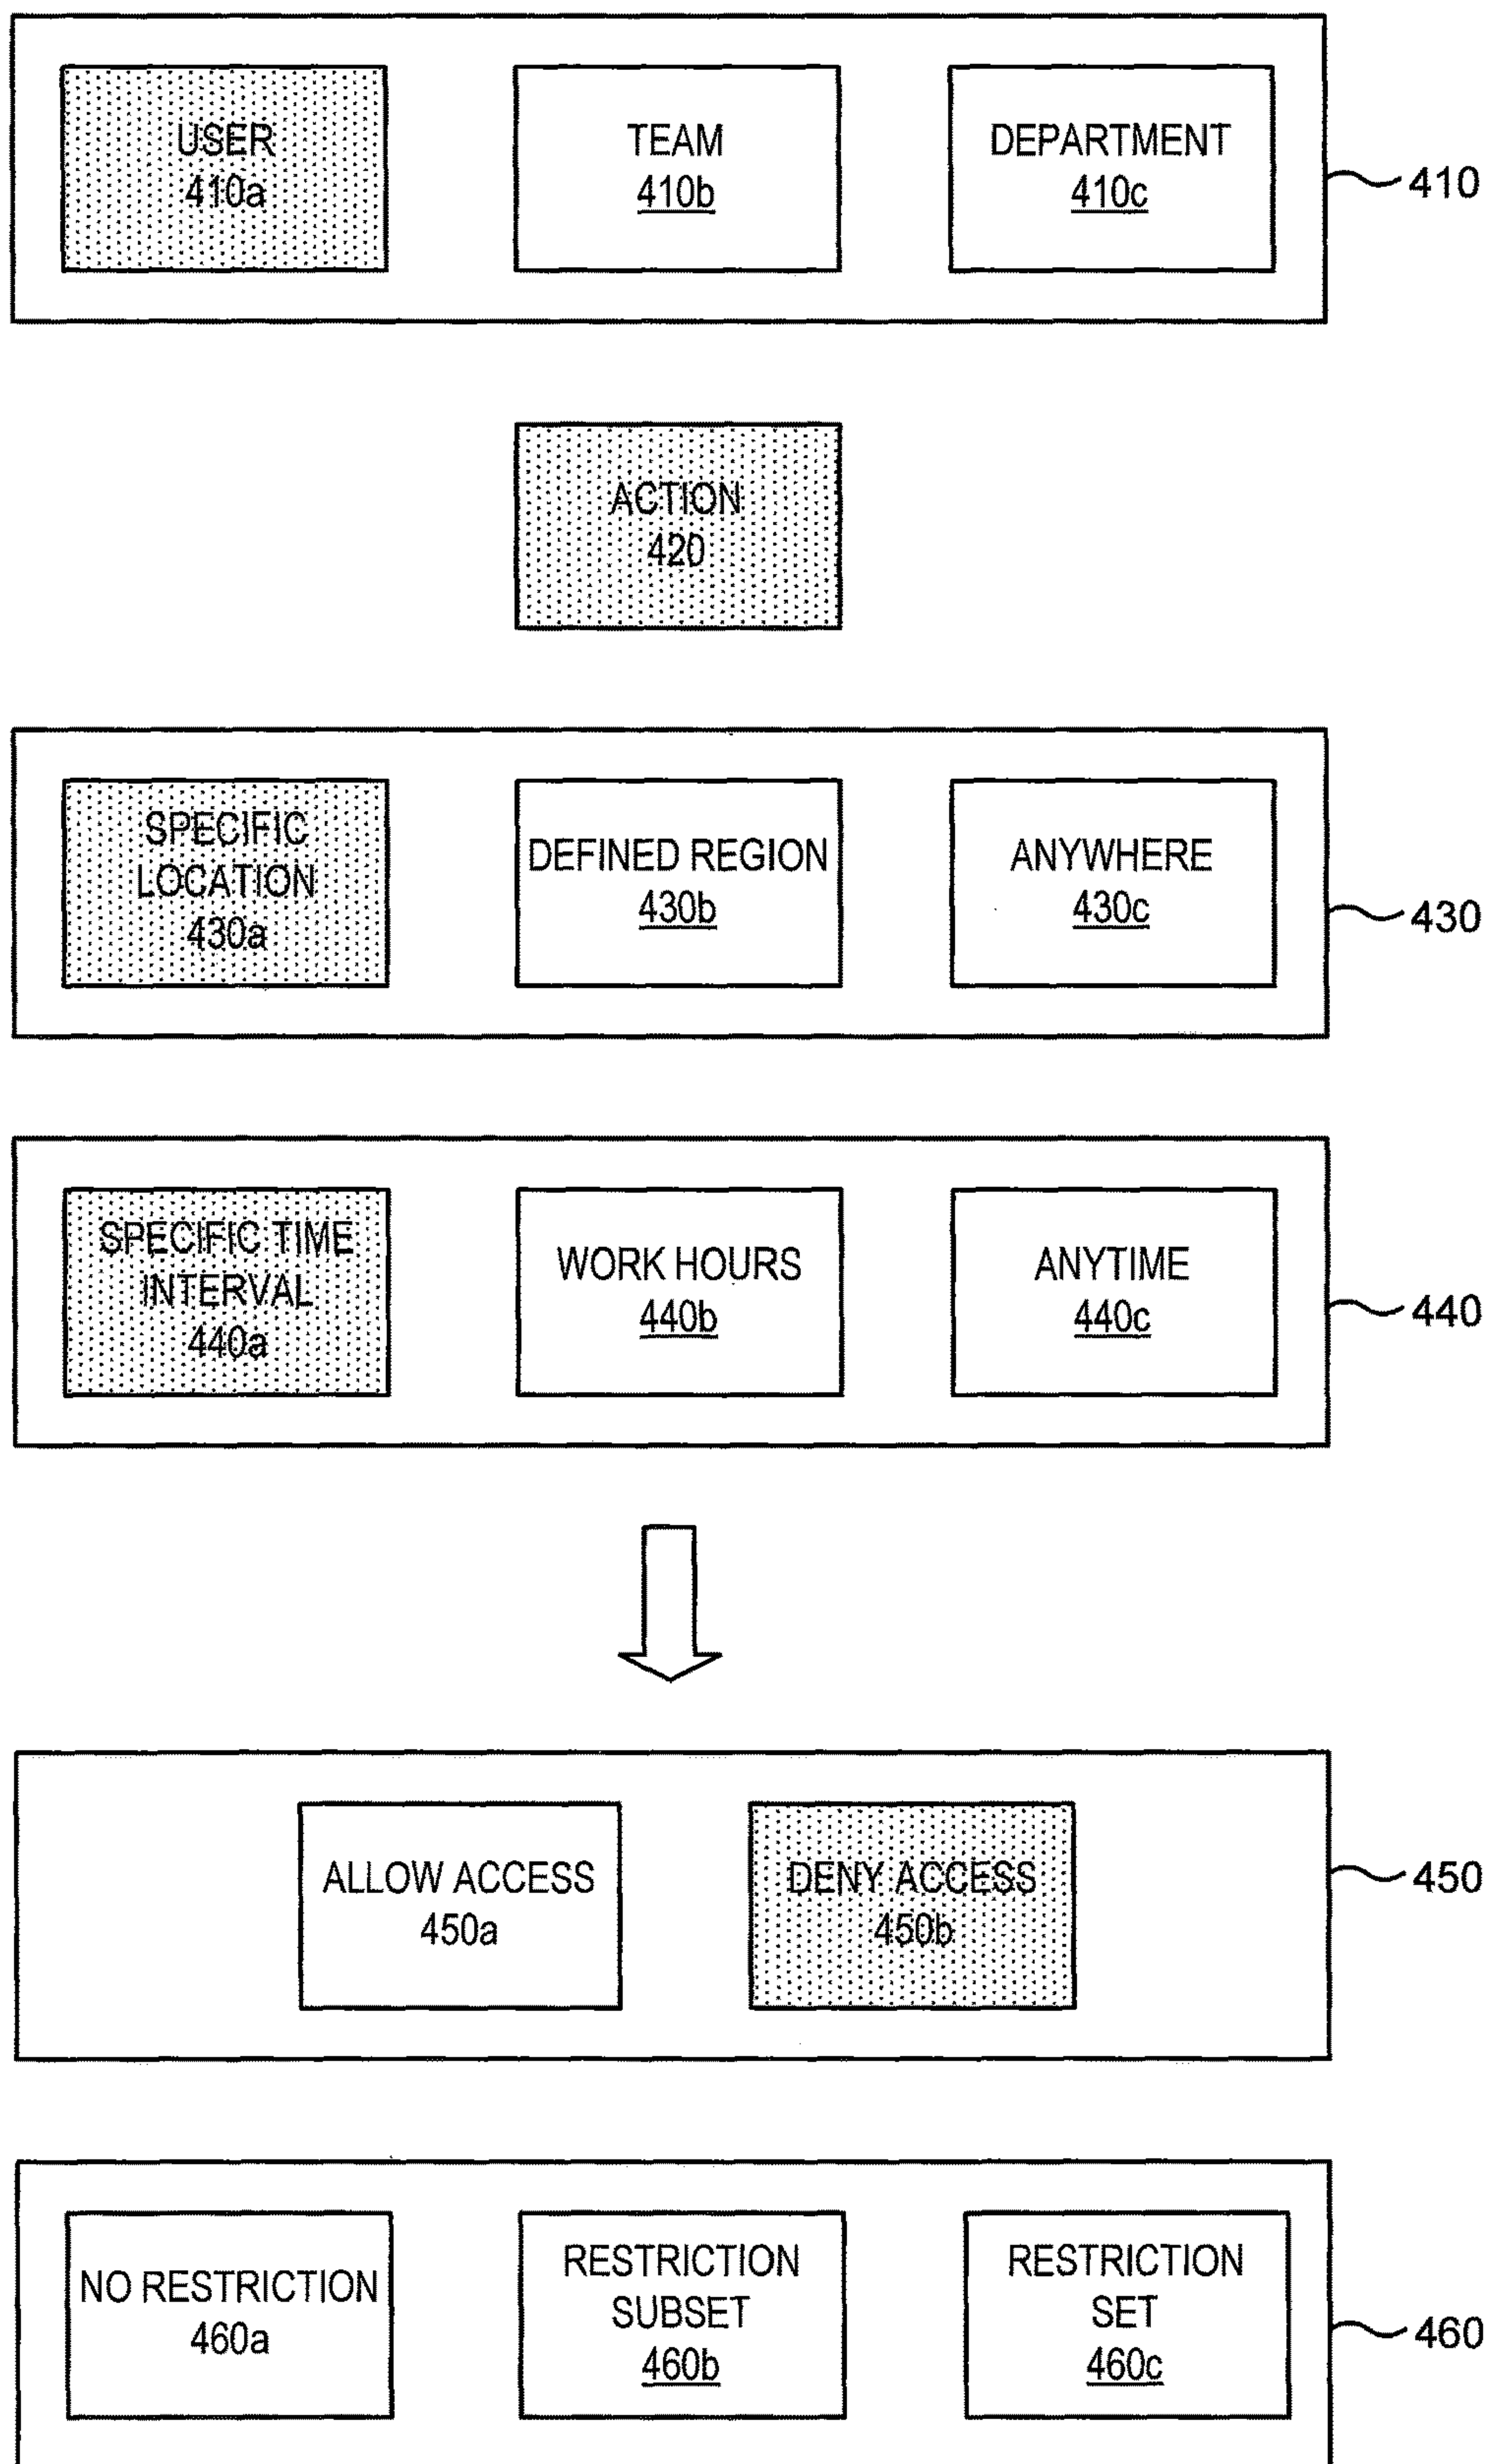 USER
410a
TEAM
410b
DEPARTMENT
410c
410
ACTION
420
SPECIFIC
LOCATION
430a
DEFINED REGION
430b
ANYWHERE
430c
430
SPECIFIC TIME
INTERVAL
440a
WORK HOURS
440b
ANYTIME
440c
440
ALLOW ACCESS
450a
DENY ACCESS
450b
450
NO RESTRICTION
460a
RESTRICTION
SUBSET
460b
RESTRICTION
SET
460c
460